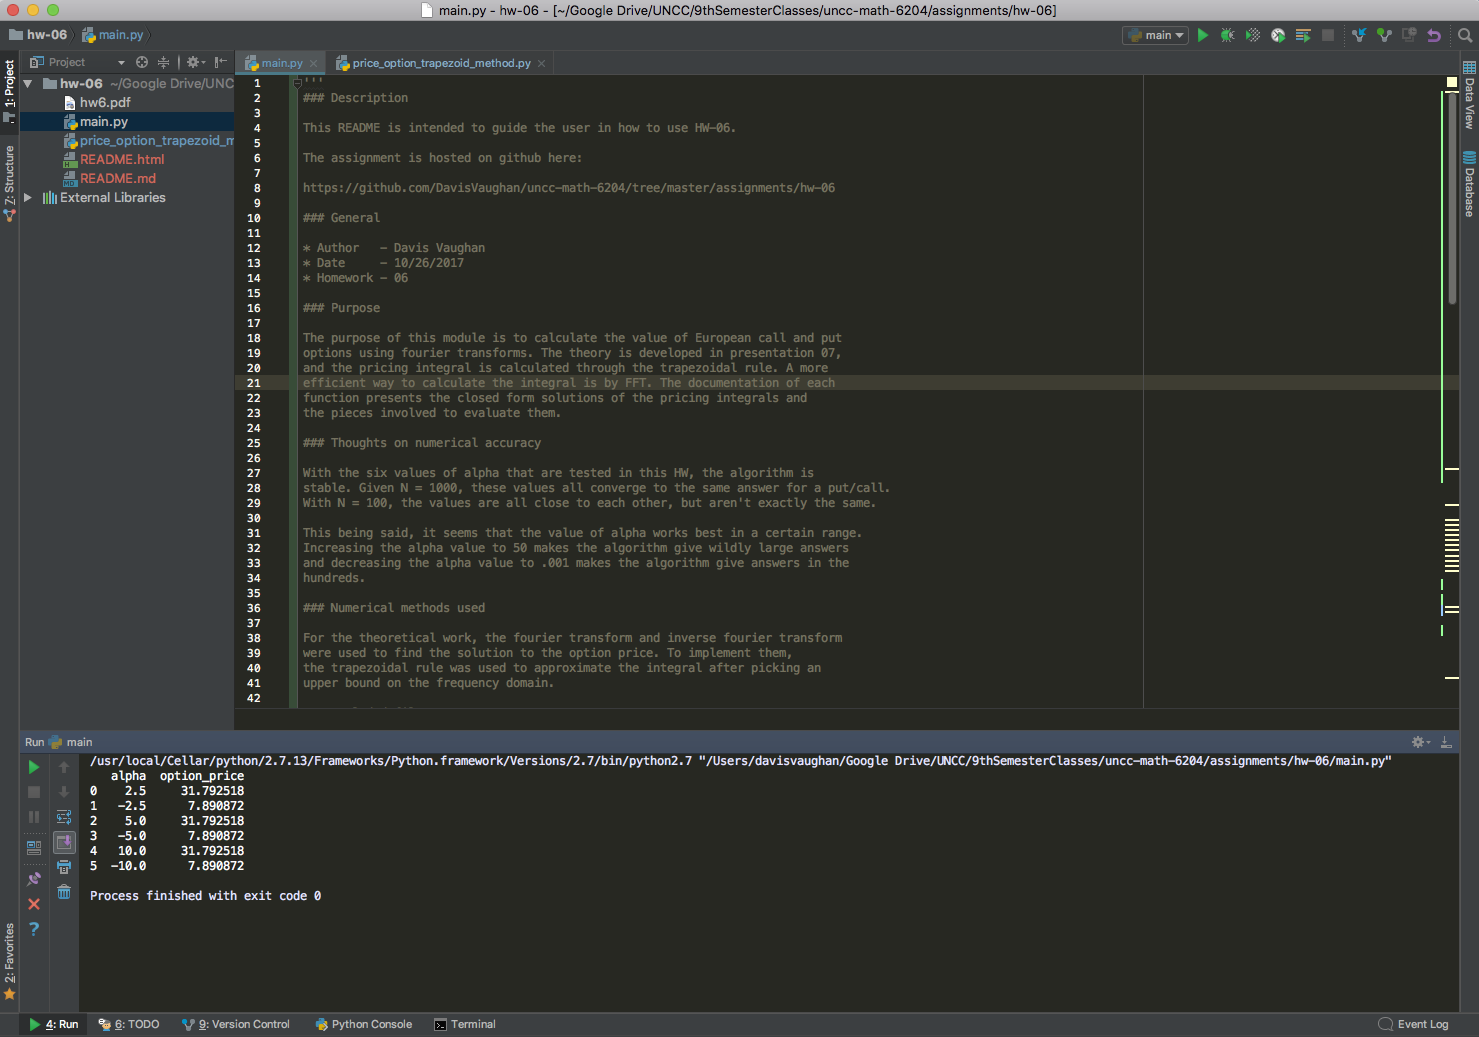 main.py - hw-06 - [~/Google Drive/UNCC/9thSemesterClasses/uncc-math-6204/assignments/hw-06]
hw-06 main.py
main
Project
main.py price_option_trapezoid_method.py
1: Project
hw-06 ~/Google Drive/UNC
hw6.pdf
main.py
price_option_trapezoid_m
README.html
README.md
External Libraries
Z: Structure
2: Favorites
Data View
Database
1 '''
2 ### Description
3
4 This README is intended to guide the user in how to use HW-06.
5
6 The assignment is hosted on github here:
7
8 https://github.com/DavisVaughan/uncc-math-6204/tree/master/assignments/hw-06
9
10 ### General
11
12 * Author   - Davis Vaughan
13 * Date     - 10/26/2017
14 * Homework - 06
15
16 ### Purpose
17
18 The purpose of this module is to calculate the value of European call and put
19 options using fourier transforms. The theory is developed in presentation 07,
20 and the pricing integral is calculated through the trapezoidal rule. A more
21 efficient way to calculate the integral is by FFT. The documentation of each
22 function presents the closed form solutions of the pricing integrals and
23 the pieces involved to evaluate them.
24
25 ### Thoughts on numerical accuracy
26
27 With the six values of alpha that are tested in this HW, the algorithm is
28 stable. Given N = 1000, these values all converge to the same answer for a put/call.
29 With N = 100, the values are all close to each other, but aren't exactly the same.
30
31 This being said, it seems that the value of alpha works best in a certain range.
32 Increasing the alpha value to 50 makes the algorithm give wildly large answers
33 and decreasing the alpha value to .001 makes the algorithm give answers in the
34 hundreds.
35
36 ### Numerical methods used
37
38 For the theoretical work, the fourier transform and inverse fourier transform
39 were used to find the solution to the option price. To implement them,
40 the trapezoidal rule was used to approximate the integral after picking an
41 upper bound on the frequency domain.
42
Run main
/usr/local/Cellar/python/2.7.13/Frameworks/Python.framework/Versions/2.7/bin/python2.7 "/Users/davisvaughan/Google Drive/UNCC/9thSemesterClasses/uncc-math-6204/assignments/hw-06/main.py"
alpha option_price
0 2.5 31.792518
1 -2.5 7.890872
2 5.0 31.792518
3 -5.0 7.890872
4 10.0 31.792518
5 -10.0 7.890872
Process finished with exit code 0
4: Run 6: TODO 9: Version Control Python Console Terminal Event Log